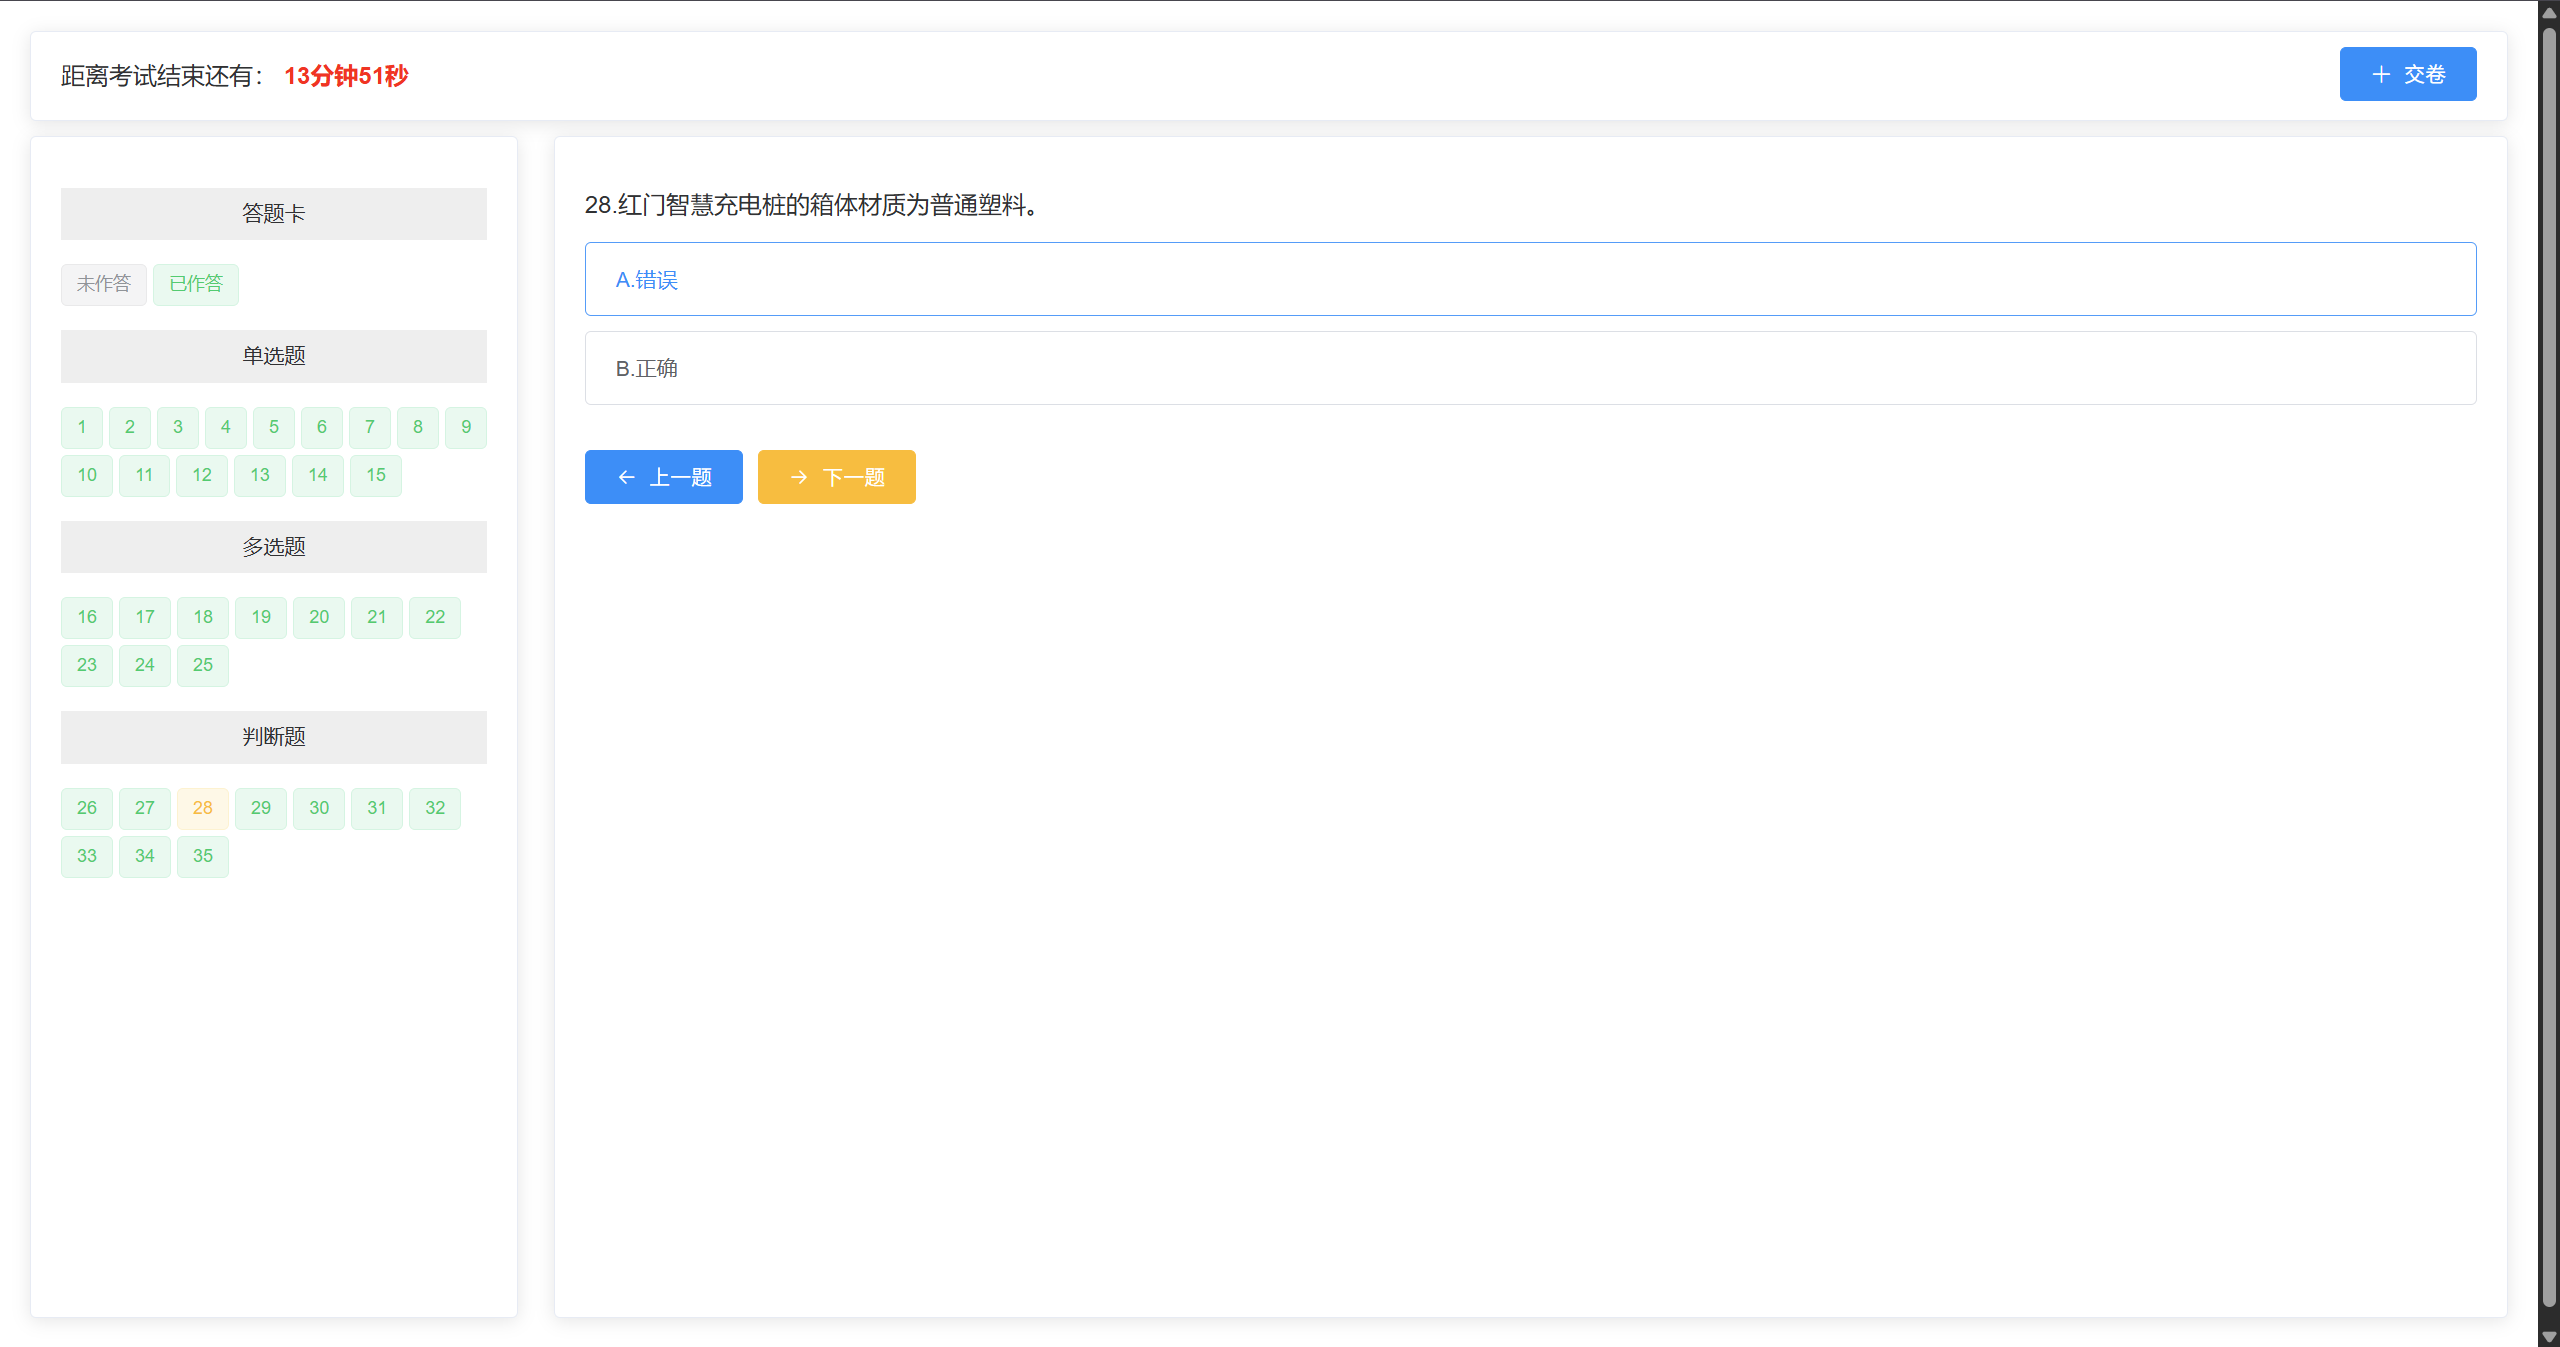 距离考试结束还有： 13分钟51秒
交卷
答题卡
未作答 已作答
单选题
1 2 3 4 5 6 7 8 9
10 11 12 13 14 15
多选题
16 17 18 19 20 21 22
23 24 25
判断题
26 27 28 29 30 31 32
33 34 35
28.红门智慧充电桩的箱体材质为普通塑料。
A.错误
B.正确
上一题 下一题